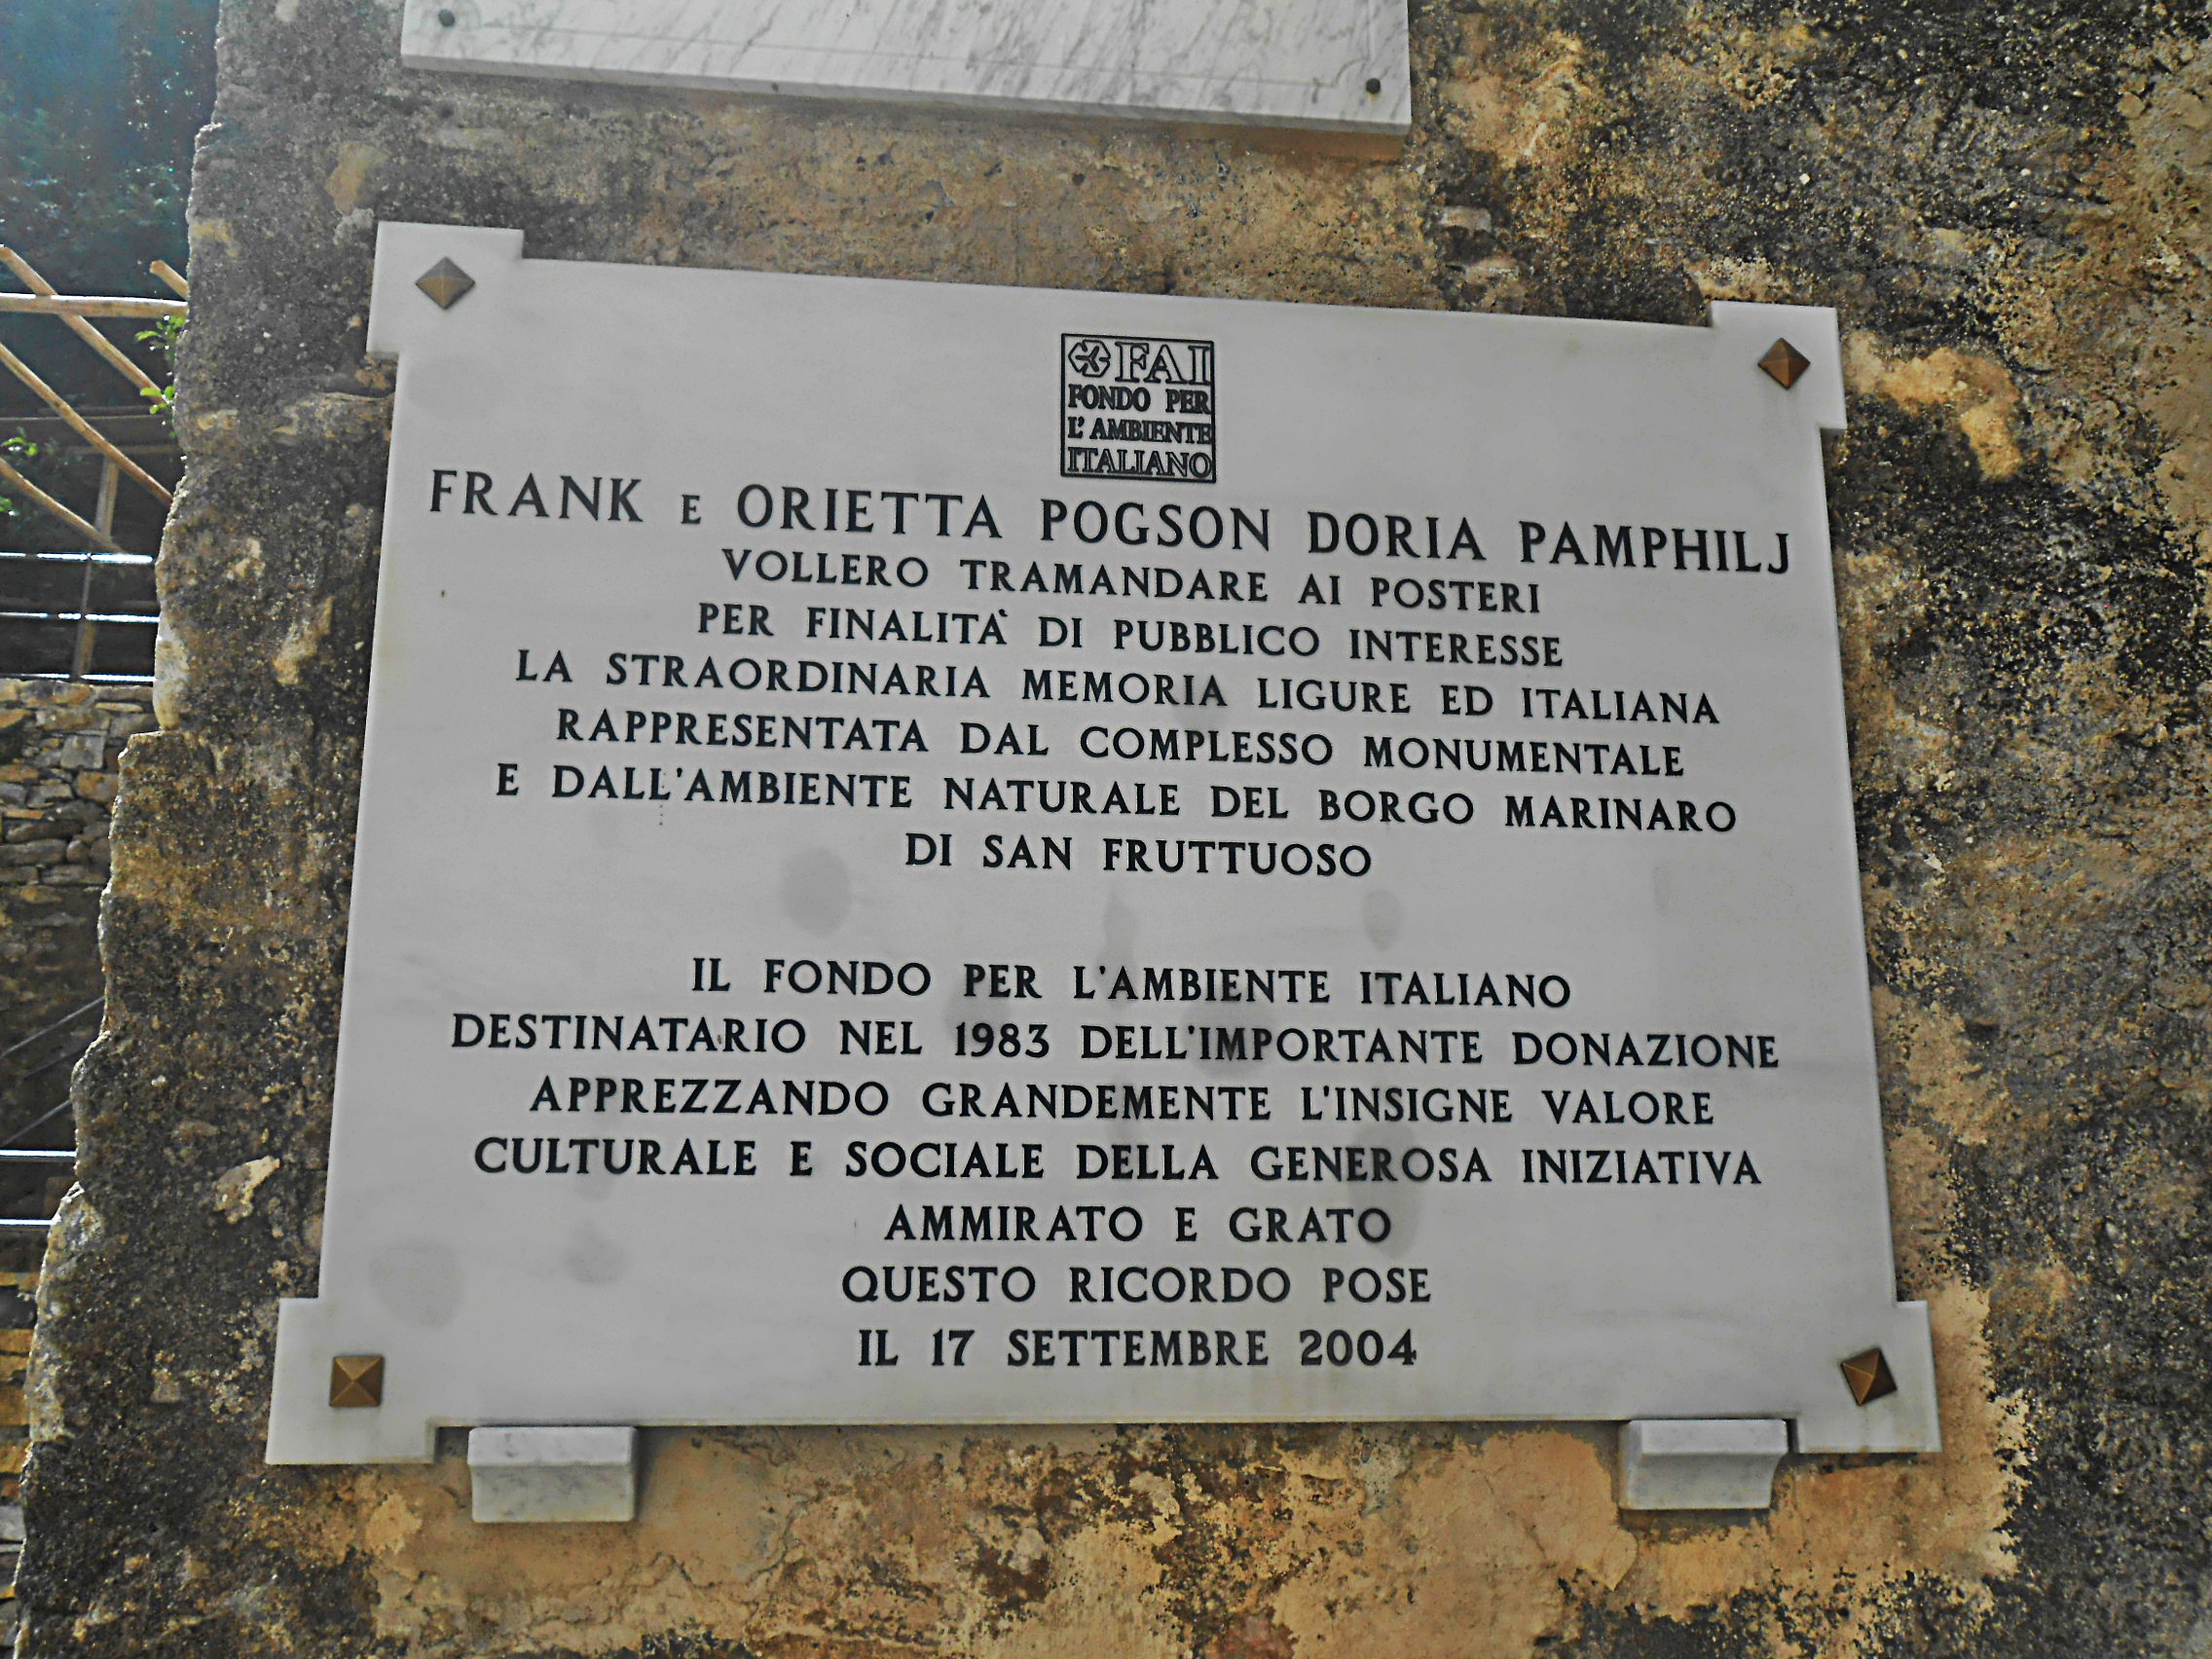 FAI
FONDO PER
L'AMBIENTE
ITALIANO
FRANK E ORIETTA POGSON DORIA PAMPHILJ
VOLLERO TRAMANDARE AI POSTERI
PER FINALITA' DI PUBBLICO INTERESSE
LA STRAORDINARIA MEMORIA LIGURE ED ITALIANA
RAPPRESENTATA DAL COMPLESSO MONUMENTALE
E DALL'AMBIENTE NATURALE DEL BORGO MARINARO
DI SAN FRUTTUOSO
IL FONDO PER L'AMBIENTE ITALIANO
DESTINATARIO NEL 1983 DELL'IMPORTANTE DONAZIONE
APPREZZANDO GRANDEMENTE L'INSIGNE VALORE
CULTURALE E SOCIALE DELLA GENEROSA INIZIATIVA
AMMIRATO E GRATO
QUESTO RICORDO POSE
IL 17 SETTEMBRE 2004